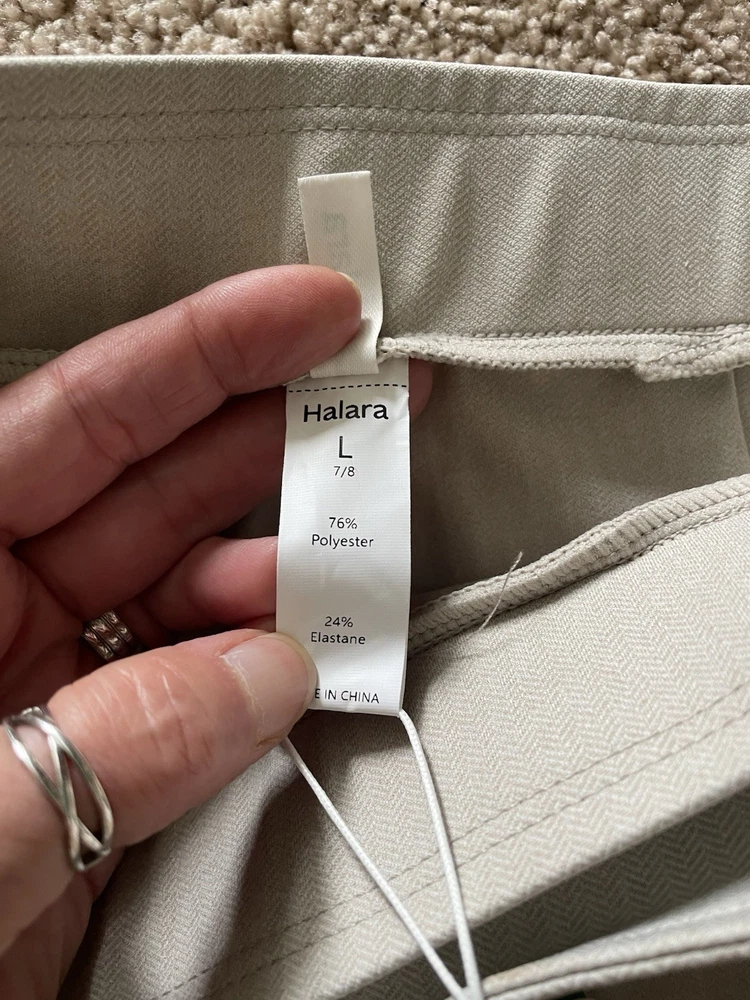 Halara
L
7/8
76%
Polyester
24%
Elastane
E IN CHINA